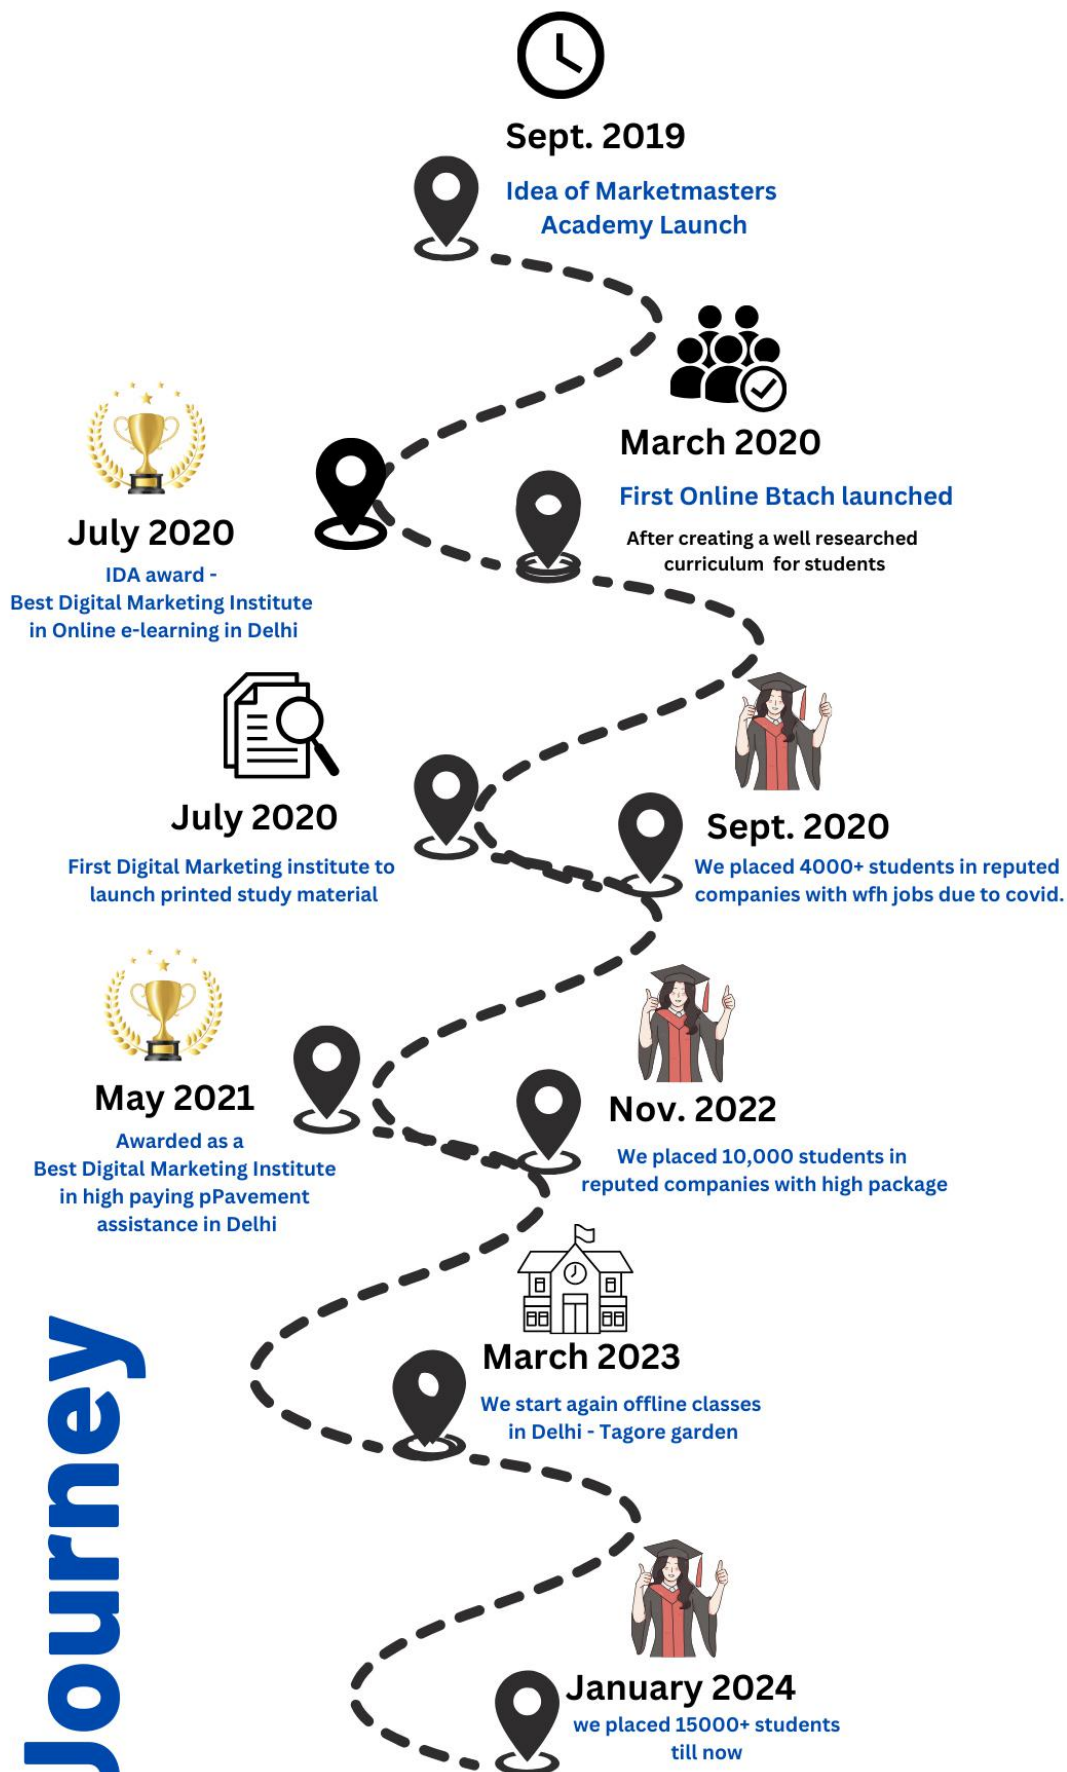 Sept. 2019
Idea of Marketmasters
Academy Launch
March 2020
First Online Btach launched
After creating a well researched
curriculum for students
July 2020
IDA award -
Best Digital Marketing Institute
in Online e-learning in Delhi
July 2020
First Digital Marketing institute to
launch printed study material
Sept. 2020
We placed 4000+ students in reputed
companies with wfh jobs due to covid.
May 2021
Awarded as a
Best Digital Marketing Institute
in high paying pPavement
assistance in Delhi
Nov. 2022
We placed 10,000 students in
reputed companies with high package
March 2023
We start again offline classes
in Delhi - Tagore garden
January 2024
we placed 15000+ students
till now
Journey